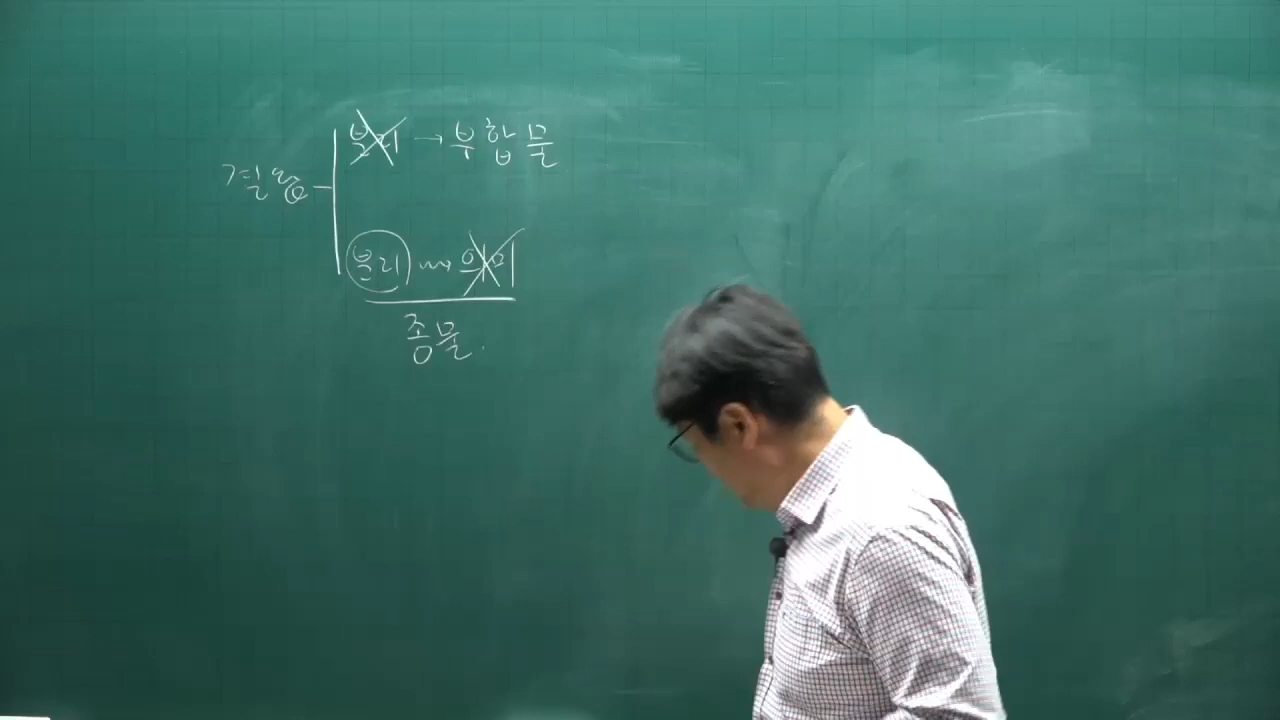 분리 → 부합물
결합
분리 → 의미
종물.